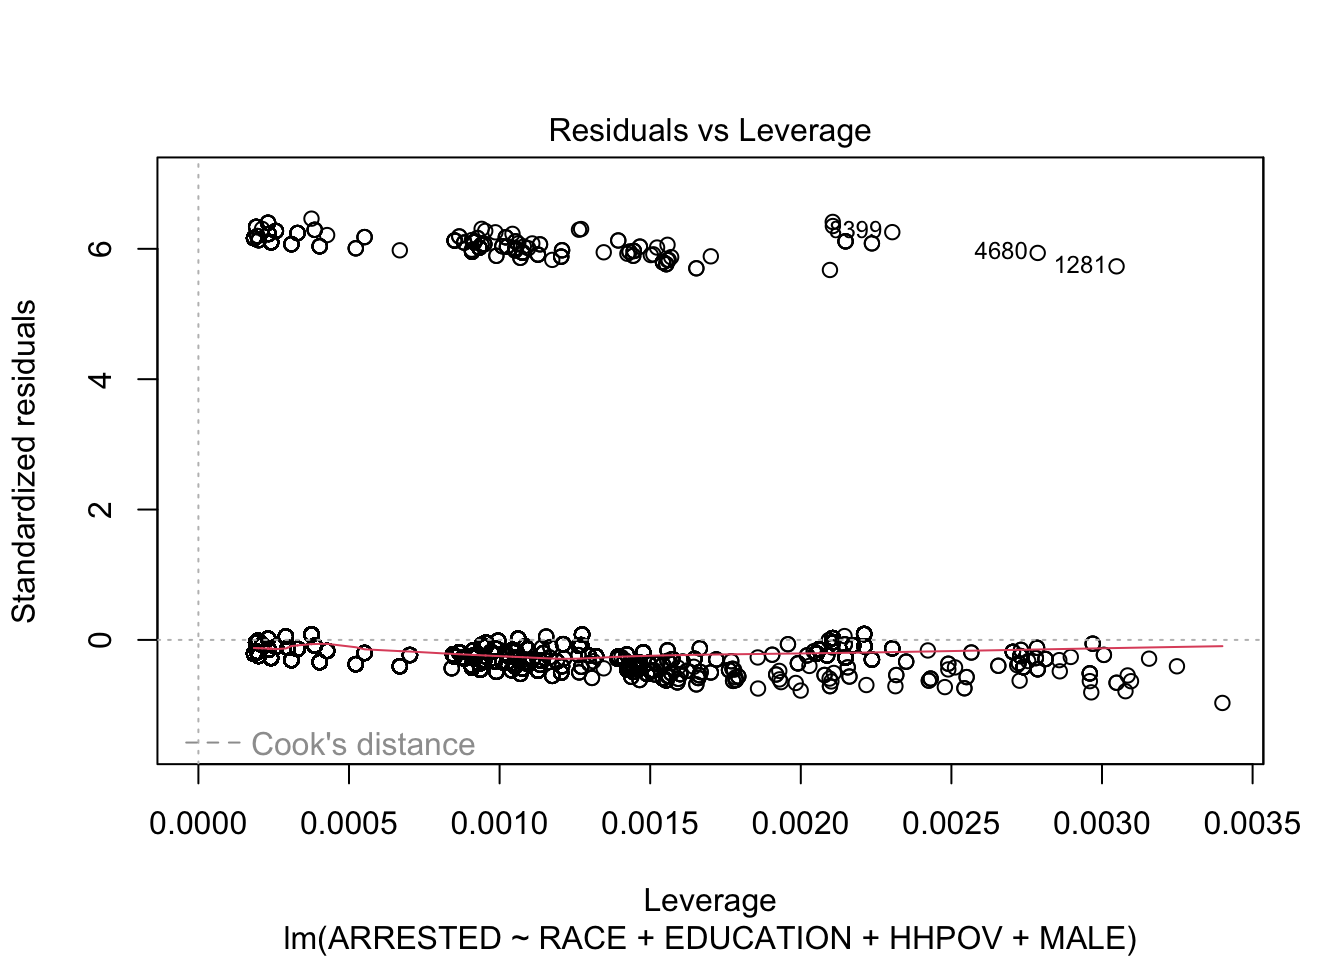 Residuals vs Leverage
Standardized residuals
6
4
2
0
4680
1281
Cook's distance
0.0000 0.0005 0.0010 0.0015 0.0020 0.0025 0.0030 0.0035
Leverage
lm(ARRESTED ~ RACE + EDUCATION + HHPOV + MALE)